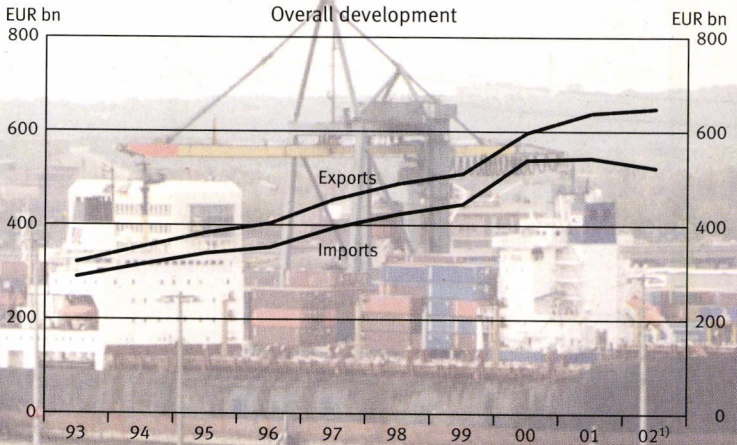 EUR bn Overall development EUR bn
800 800
600 600
Exports
400 400
Imports
200 200
0 0
93 94 95 96 97 98 99 00 01 02¹⁾